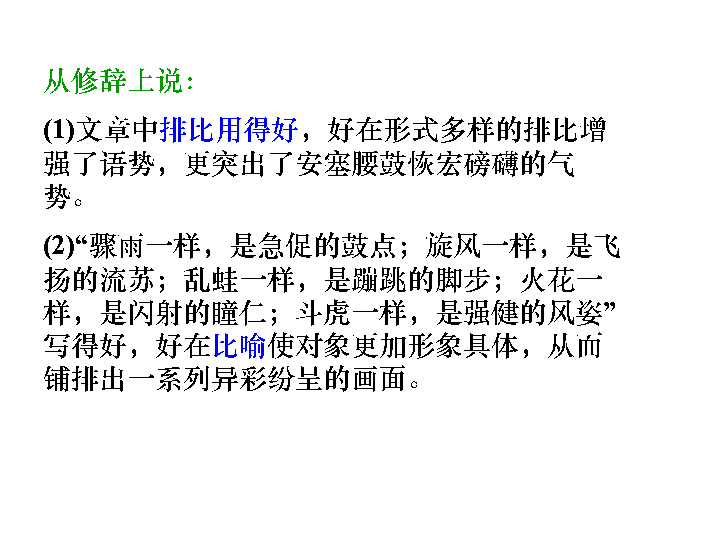 从修辞上说：
(1)文章中排比用得好，好在形式多样的排比增
强了语势，更突出了安塞腰鼓恢宏磅礴的气
势。
(2)“骤雨一样，是急促的鼓点；旋风一样，是飞
扬的流苏；乱蛙一样，是蹦跳的脚步；火花一
样，是闪射的瞳仁；斗虎一样，是强健的风姿”
写得好，好在比喻使对象更加形象具体，从而
铺排出一系列异彩纷呈的画面。